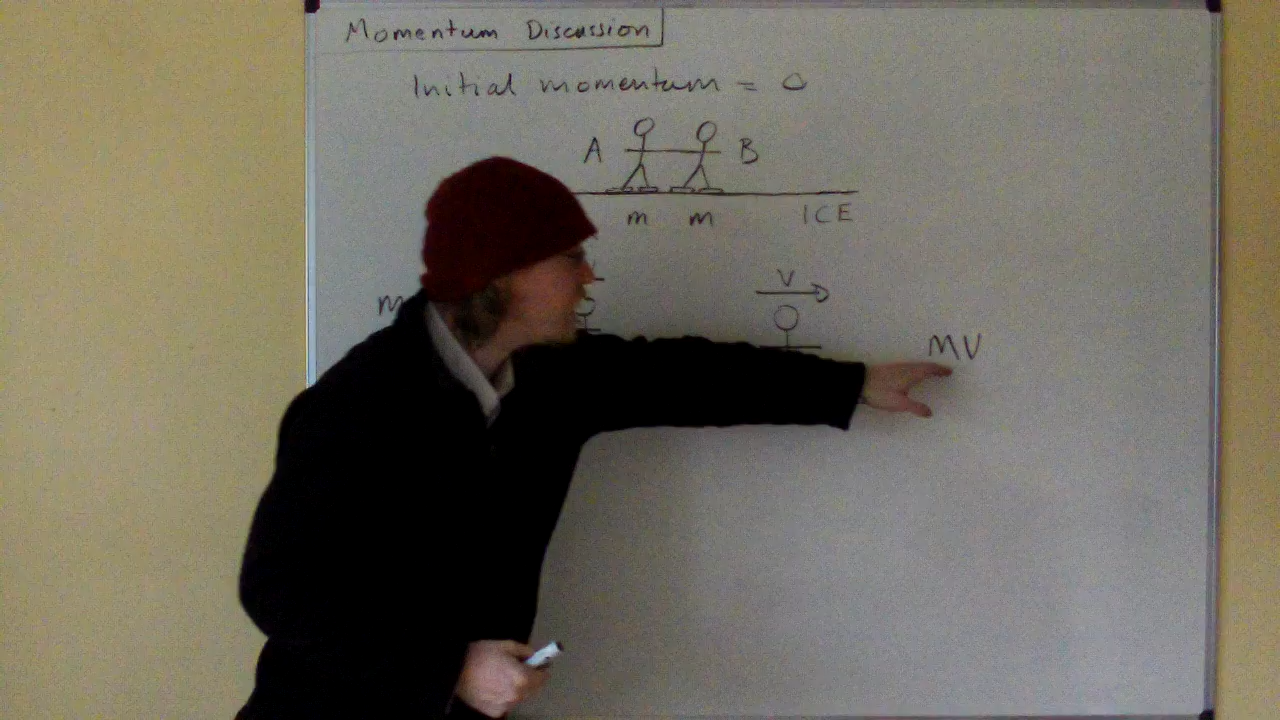 Momentum Discussion
Initial momentum = 0
A B
m m ICE
V
m
MV